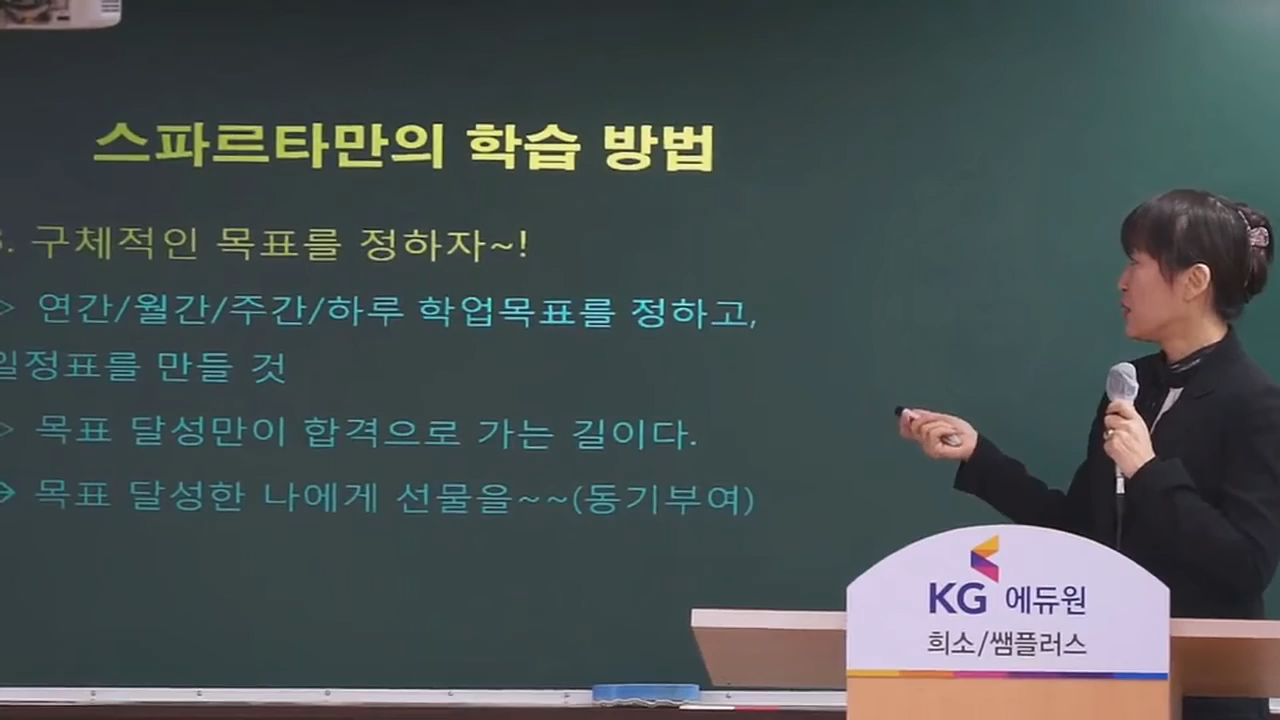 스파르타만의 학습 방법
3. 구체적인 목표를 정하자~!
> 연간/월간/주간/하루 학업목표를 정하고,
일정표를 만들 것
> 목표 달성만이 합격으로 가는 길이다.
→ 목표 달성한 나에게 선물을~~(동기부여)
KG 에듀원
희소/쌤플러스